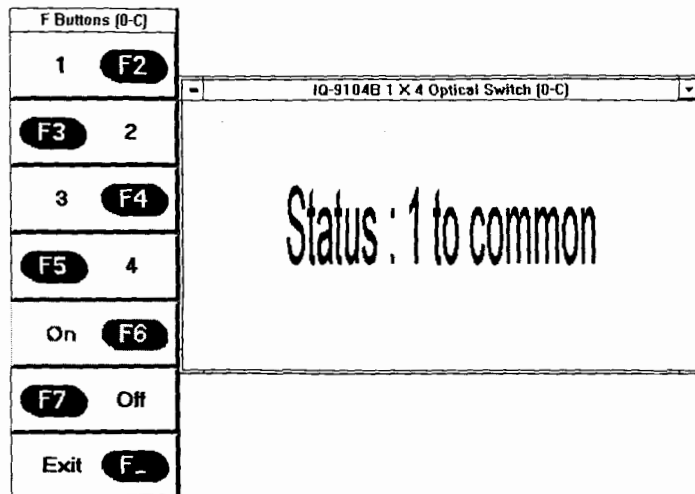 F Buttons (0-C)
1 F2
IQ-9104B 1 X 4 Optical Switch (0-C)
F3 2
3 F4
Status : 1 to common
F5 4
On F6
F7 Off
Exit F_